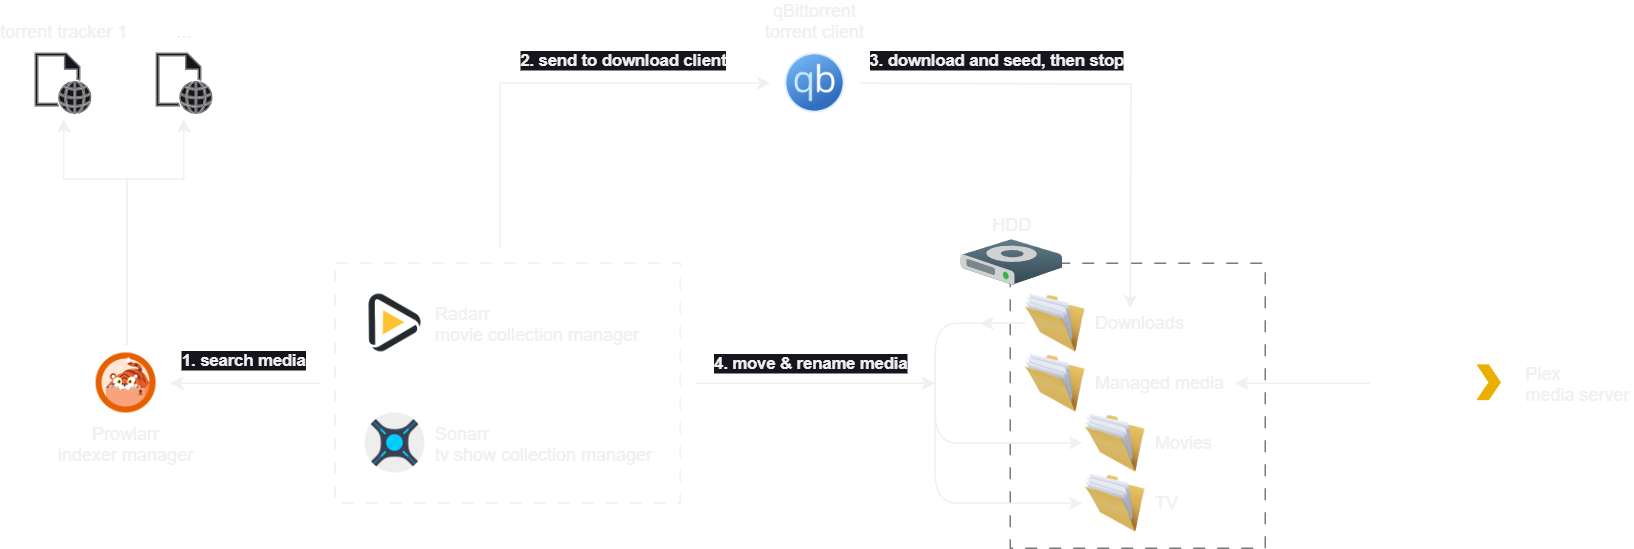 qBittorrent
torrent client
torrent tracker 1
...
2. send to download client
qb
3. download and seed, then stop
HDD
Radarr
movie collection manager
Downloads
1. search media
4. move & rename media
Managed media
Plex
media server
Prowlarr
indexer manager
Sonarr
tv show collection manager
Movies
TV